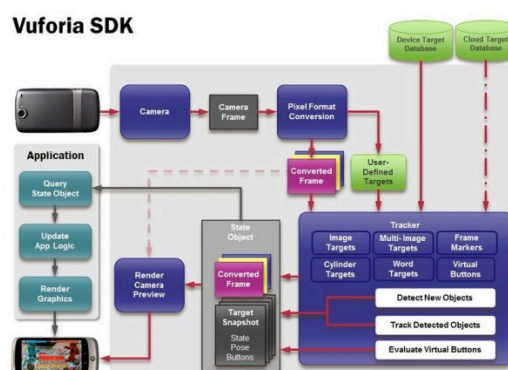 Vuforia SDK
Device Target
Database
Cloud Target
Database
Camera
Camera
Frame
Pixel Format
Conversion
Application
Query
State Object
Update
App Logic
Render
Graphics
Converted
Frame
User-
Defined
Targets
State
Object
Converted
Frame
Target
Snapshot
State
Pose
Buttons
Render
Camera
Preview
Tracker
Image
Targets
Multi-Image
Targets
Frame
Markers
Cylinder
Targets
Word
Targets
Virtual
Buttons
Detect New Objects
Track Detected Objects
Evaluate Virtual Buttons